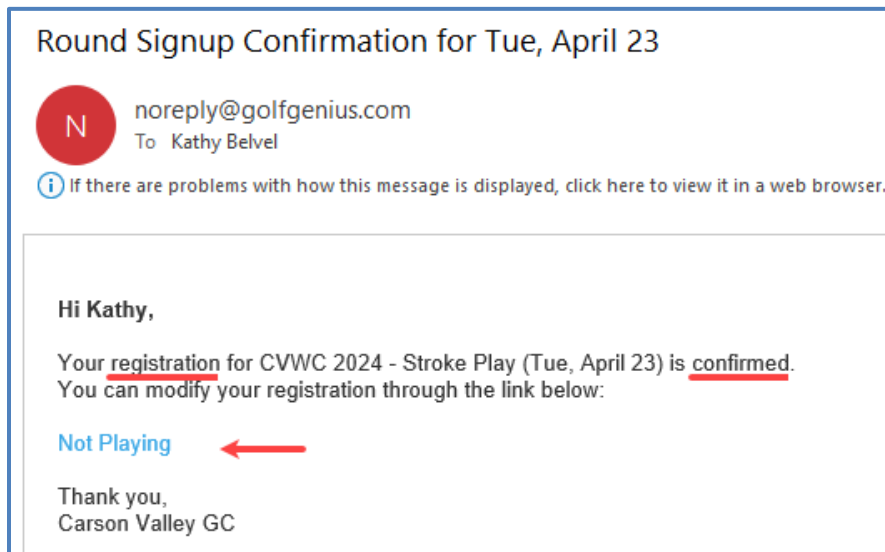 Round Signup Confirmation for Tue, April 23
N
noreply@golfgenius.com
To Kathy Belvel
i If there are problems with how this message is displayed, click here to view it in a web browser.
Hi Kathy,
Your registration for CVWC 2024 - Stroke Play (Tue, April 23) is confirmed.
You can modify your registration through the link below:
Not Playing
Thank you,
Carson Valley GC